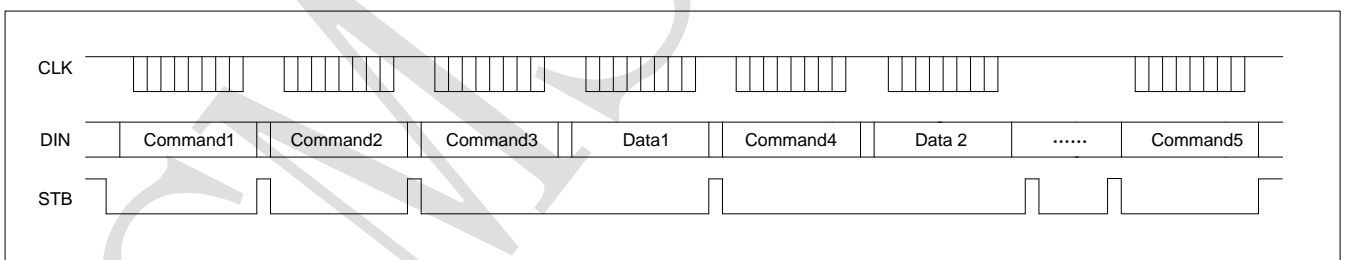 CLK
DIN Command1 Command2 Command3 Data1 Command4 Data 2 ...... Command5
STB